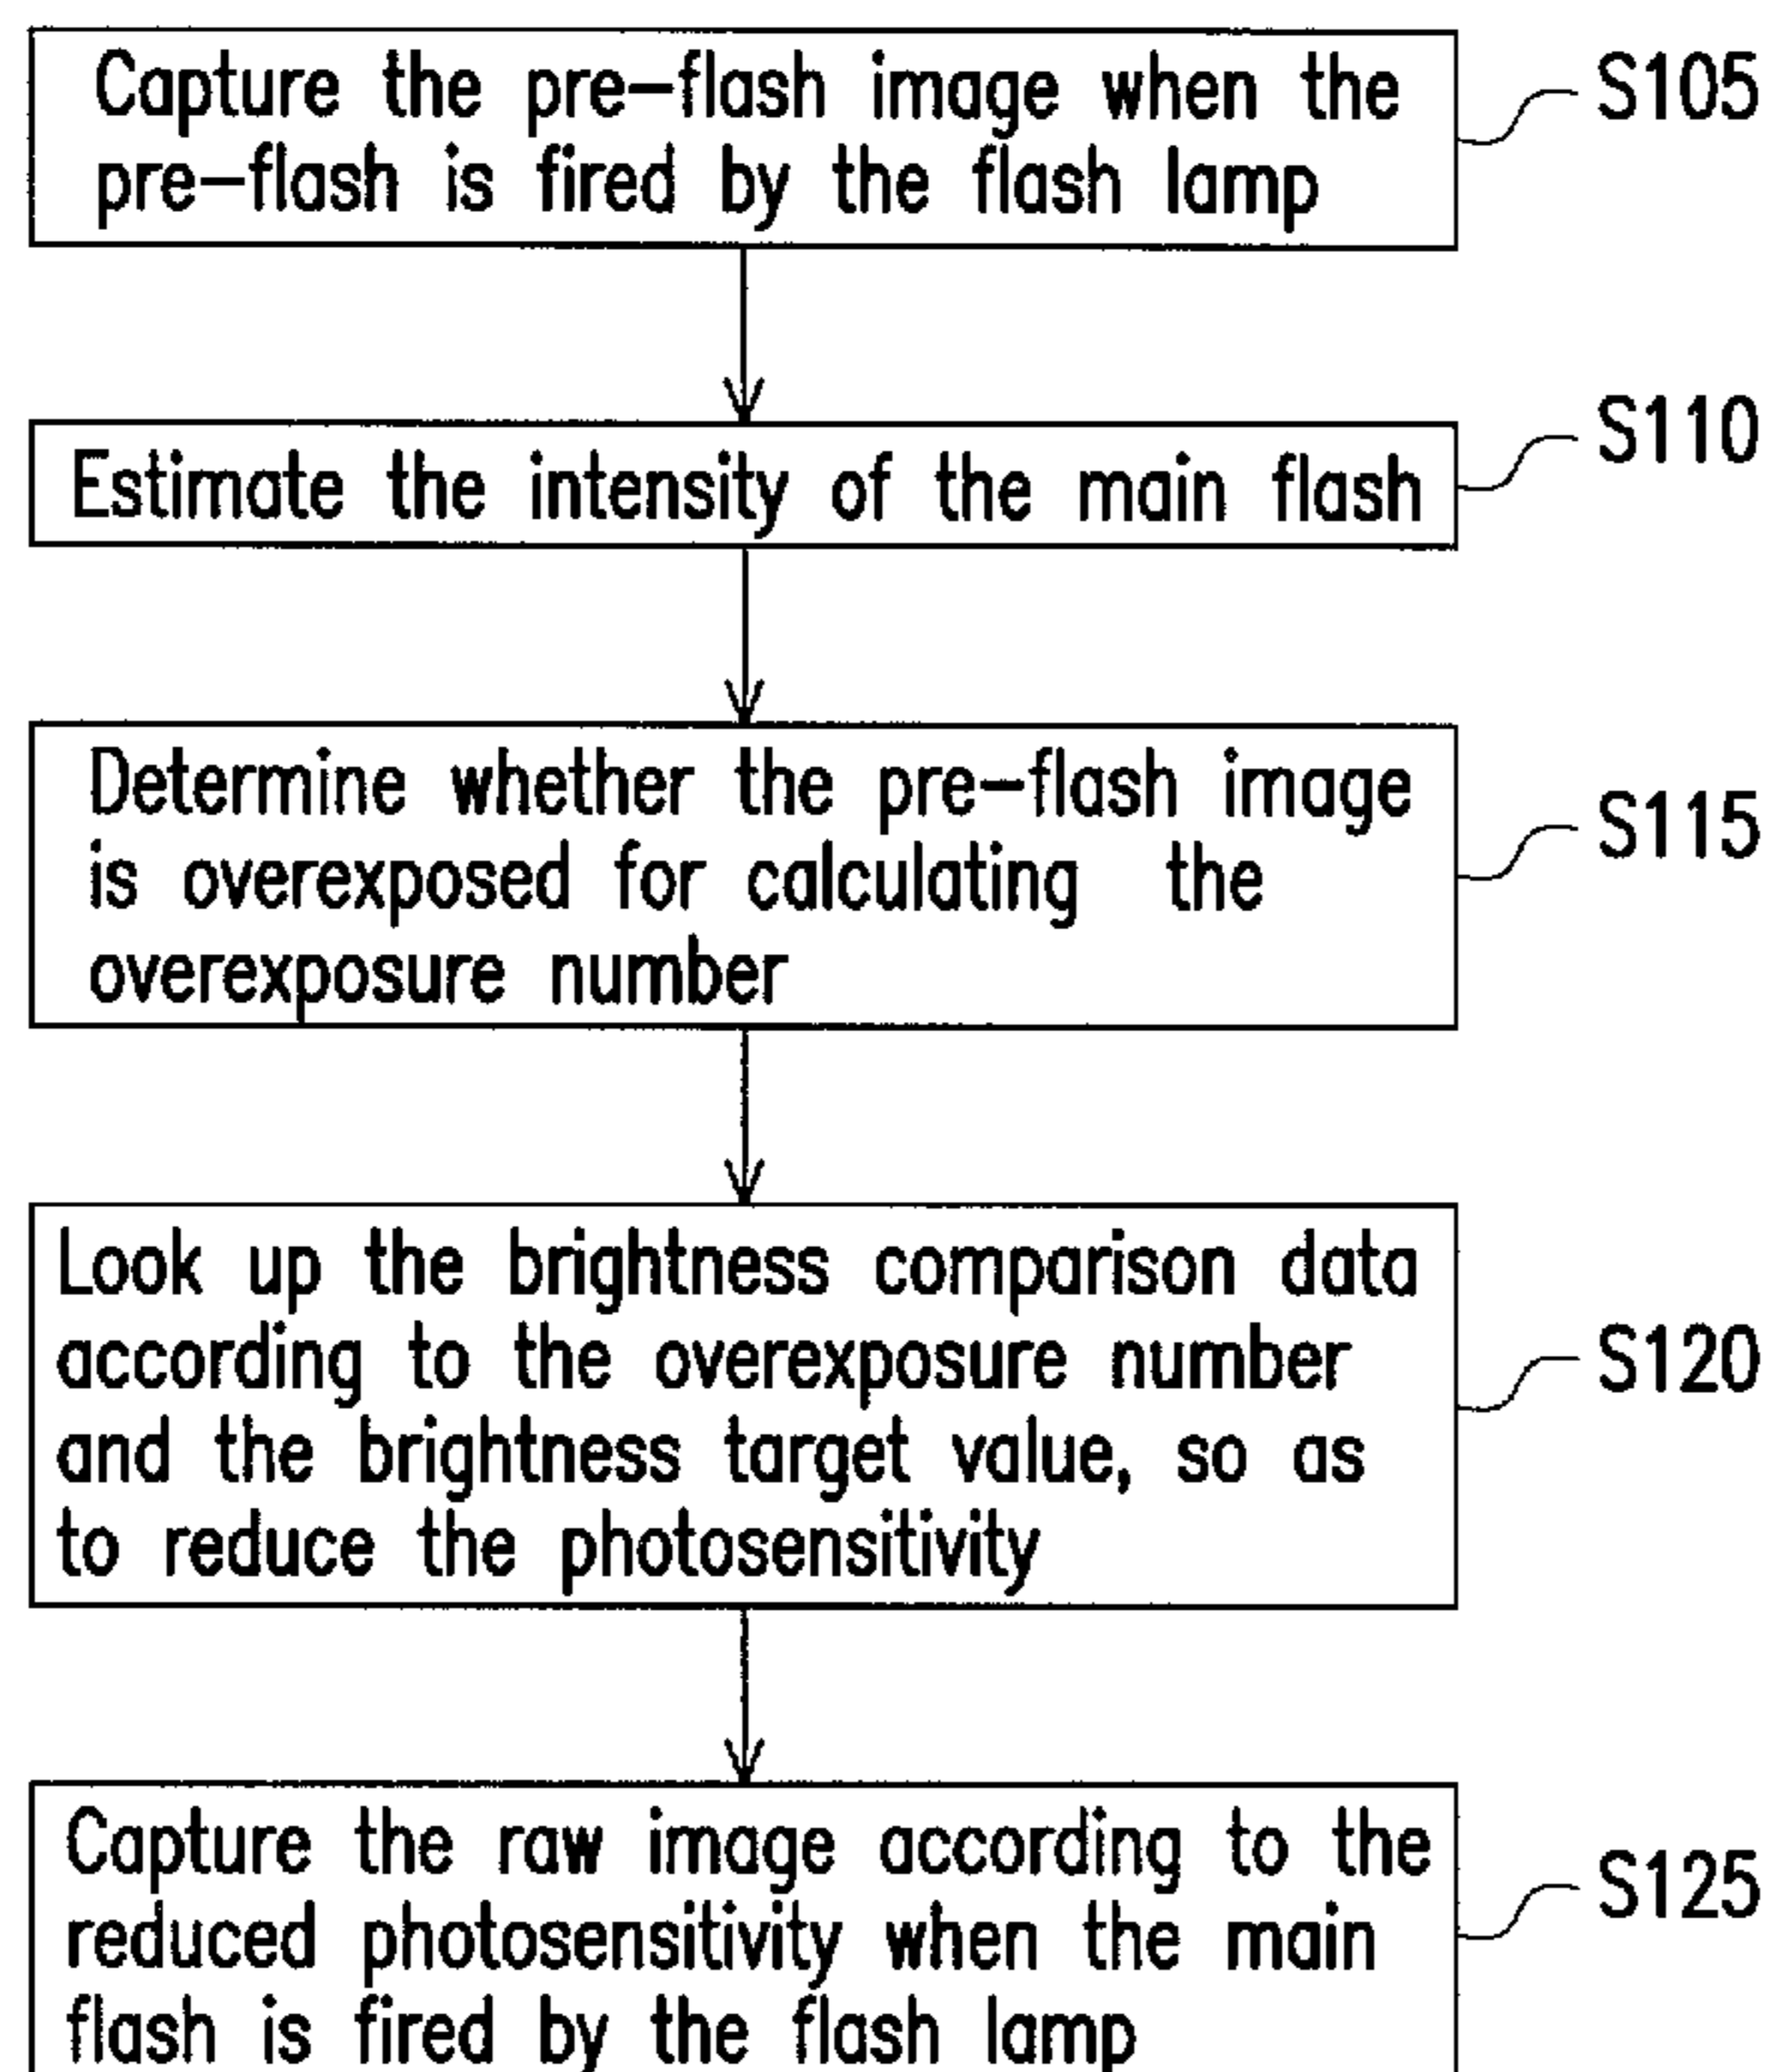 Capture the pre-flash image when the
pre-flash is fired by the flash lamp
S105
Estimate the intensity of the main flash
S110
Determine whether the pre-flash image
is overexposed for calculating the
overexposure number
S115
Look up the brightness comparison data
according to the overexposure number
and the brightness target value, so as
to reduce the photosensitivity
S120
Capture the raw image according to the
reduced photosensitivity when the main
flash is fired by the flash lamp
S125